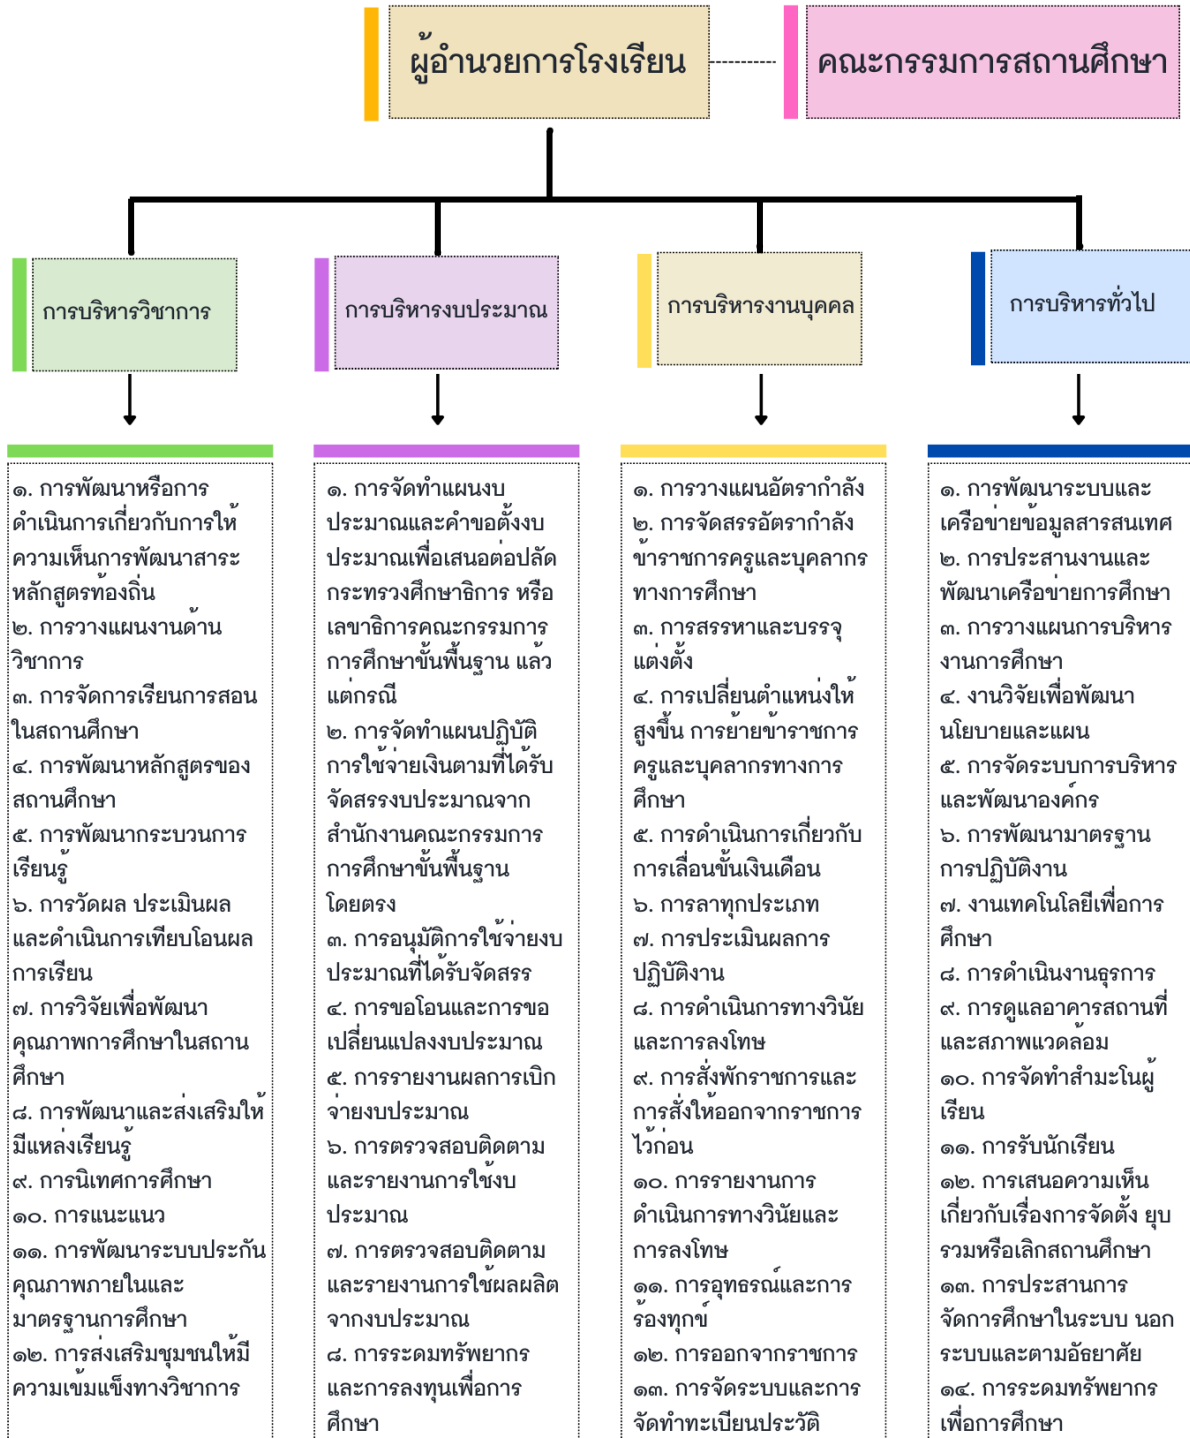 ผู้อำนวยการโรงเรียน
คณะกรรมการสถานศึกษา
การบริหารวิชาการ
การบริหารงบประมาณ
การบริหารงานบุคคล
การบริหารทั่วไป
๑. การพัฒนาหรือการ
ดำเนินการเกี่ยวกับการให้
ความเห็นการพัฒนาสาระ
หลักสูตรท้องถิ่น
๒. การวางแผนงานด้าน
วิชาการ
๓. การจัดการเรียนการสอน
ในสถานศึกษา
๔. การพัฒนาหลักสูตรของ
สถานศึกษา
๕. การพัฒนากระบวนการ
เรียนรู้
๖. การวัดผล ประเมินผล
และดำเนินการเทียบโอนผล
การเรียน
๗. การวิจัยเพื่อพัฒนา
คุณภาพการศึกษาในสถาน
ศึกษา
๘. การพัฒนาและส่งเสริมให้
มีแหล่งเรียนรู้
๙. การนิเทศการศึกษา
๑๐. การแนะแนว
๑๑. การพัฒนาระบบประกัน
คุณภาพภายในและ
มาตรฐานการศึกษา
๑๒. การส่งเสริมชุมชนให้มี
ความเข้มแข็งทางวิชาการ
๑. การจัดทำแผนงบ
ประมาณและคำขอตั้งงบ
ประมาณเพื่อเสนอต่อปลัด
กระทรวงศึกษาธิการ หรือ
เลขาธิการคณะกรรมการ
การศึกษาขั้นพื้นฐาน แล้ว
แต่กรณี
๒. การจัดทำแผนปฏิบัติ
การใช้จ่ายเงินตามที่ได้รับ
จัดสรรงบประมาณจาก
สำนักงานคณะกรรมการ
การศึกษาขั้นพื้นฐาน
โดยตรง
๓. การอนุมัติการใช้จ่ายงบ
ประมาณที่ได้รับจัดสรร
๔. การขอโอนและการขอ
เปลี่ยนแปลงงบประมาณ
๕. การรายงานผลการเบิก
จ่ายงบประมาณ
๖. การตรวจสอบติดตาม
และรายงานการใช้งบ
ประมาณ
๗. การตรวจสอบติดตาม
และรายงานการใช้ผลผลิต
จากงบประมาณ
๘. การระดมทรัพยากร
และการลงทุนเพื่อการ
ศึกษา
๑. การวางแผนอัตรากำลัง
๒. การจัดสรรอัตรากำลัง
ข้าราชการครูและบุคลากร
ทางการศึกษา
๓. การสรรหาและบรรจุ
แต่งตั้ง
๔. การเปลี่ยนตำแหน่งให้
สูงขึ้น การย้ายข้าราชการ
ครูและบุคลากรทางการ
ศึกษา
๕. การดำเนินการเกี่ยวกับ
การเลื่อนขั้นเงินเดือน
๖. การลาทุกประเภท
๗. การประเมินผลการ
ปฏิบัติงาน
๘. การดำเนินการทางวินัย
และการลงโทษ
๙. การสั่งพักราชการและ
การสั่งให้ออกจากราชการ
ไว้ก่อน
๑๐. การรายงานการ
ดำเนินการทางวินัยและ
การลงโทษ
๑๑. การอุทธรณ์และการ
ร้องทุกข์
๑๒. การออกจากราชการ
๑๓. การจัดระบบและการ
จัดทำทะเบียนประวัติ
๑. การพัฒนาระบบและ
เครือข่ายข้อมูลสารสนเทศ
๒. การประสานงานและ
พัฒนาเครือข่ายการศึกษา
๓. การวางแผนการบริหาร
งานการศึกษา
๔. งานวิจัยเพื่อพัฒนา
นโยบายและแผน
๕. การจัดระบบการบริหาร
และพัฒนาองค์กร
๖. การพัฒนามาตรฐาน
การปฏิบัติงาน
๗. งานเทคโนโลยีเพื่อการ
ศึกษา
๘. การดำเนินงานธุรการ
๙. การดูแลอาคารสถานที่
และสภาพแวดล้อม
๑๐. การจัดทำสำมะโนผู้
เรียน
๑๑. การรับนักเรียน
๑๒. การเสนอความเห็น
เกี่ยวกับเรื่องการจัดตั้ง ยุบ
รวมหรือเลิกสถานศึกษา
๑๓. การประสานการ
จัดการศึกษาในระบบ นอก
ระบบและตามอัธยาศัย
๑๔. การระดมทรัพยากร
เพื่อการศึกษา